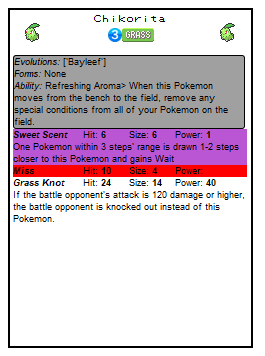 Chikorita
3 GRASS
Evolutions: ['Bayleef']
Forms: None
Ability: Refreshing Aroma> When this Pokemon
moves from the bench to the field, remove any
special conditions from all of your Pokemon on the
field.
Sweet Scent Hit: 6 Size: 6 Power: 1
One Pokemon within 3 steps' range is drawn 1-2 steps
closer to this Pokemon and gains Wait
Miss Hit: 10 Size: 4 Power:
Grass Knot Hit: 24 Size: 14 Power: 40
If the battle opponent's attack is 120 damage or higher,
the battle opponent is knocked out instead of this
Pokemon.